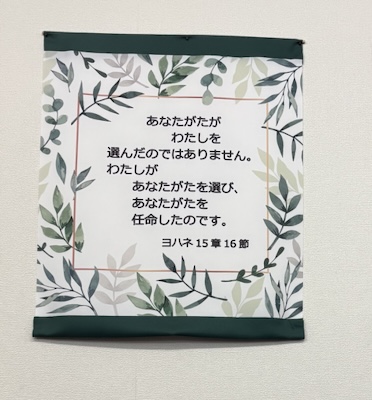 あなたがたが
わたしを
選んだのではありません。
わたしが
あなたがたを選び、
あなたがたを
任命したのです。
ヨハネ 15 章 16 節